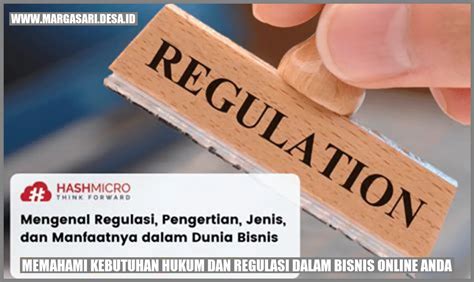 WWW.MARGASARI.DESA.ID
REGULATION
HASHMICRO
THINK FORWARD
Mengenal Regulasi, Pengertian, Jenis,
dan Manfaatnya dalam Dunia Bisnis
MEMAHAMI KEBUTUHAN HUKUM DAN REGULASI DALAM BISNIS ONLINE ANDA